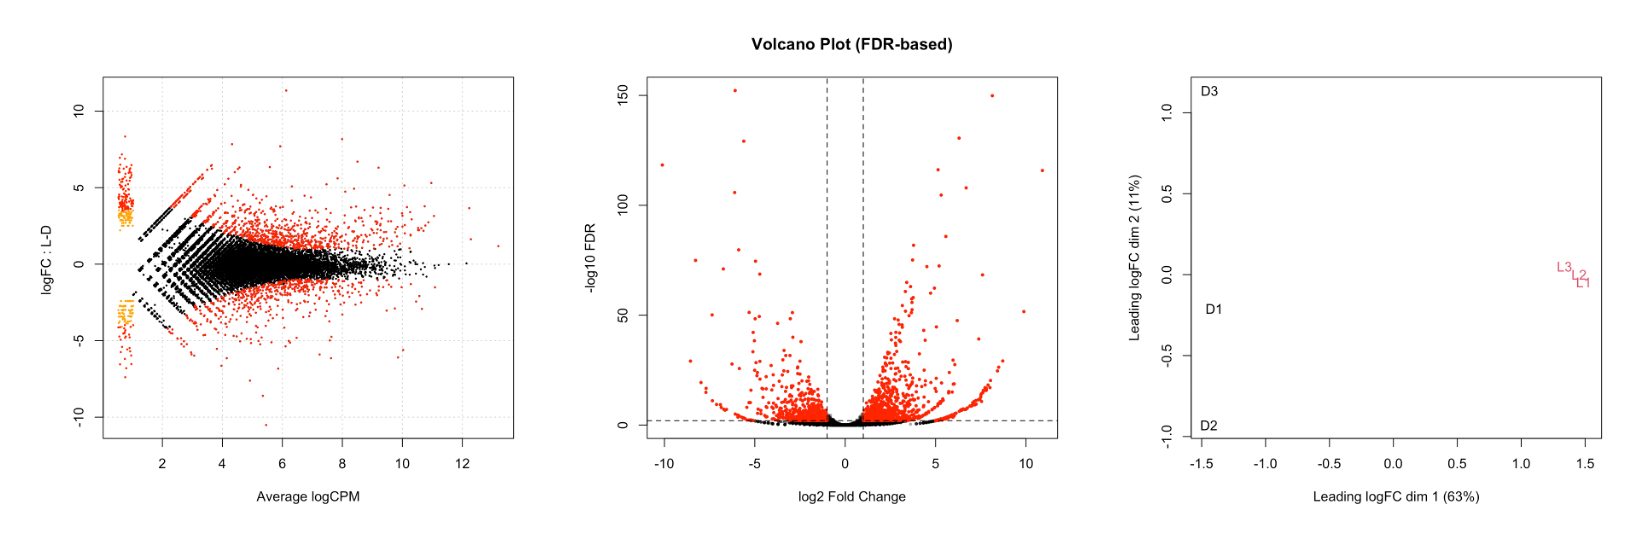 10
5
0
-5
-10
logFC : L-D
2 4 6 8 10 12
Average logCPM
Volcano Plot (FDR-based)
150
100
50
0
-log10 FDR
-10 -5 0 5 10
log2 Fold Change
1.0
0.5
0.0
-0.5
-1.0
Leading logFC dim 2 (11%)
D3
L3
L2
L1
D1
D2
-1.5 -1.0 -0.5 0.0 0.5 1.0 1.5
Leading logFC dim 1 (63%)